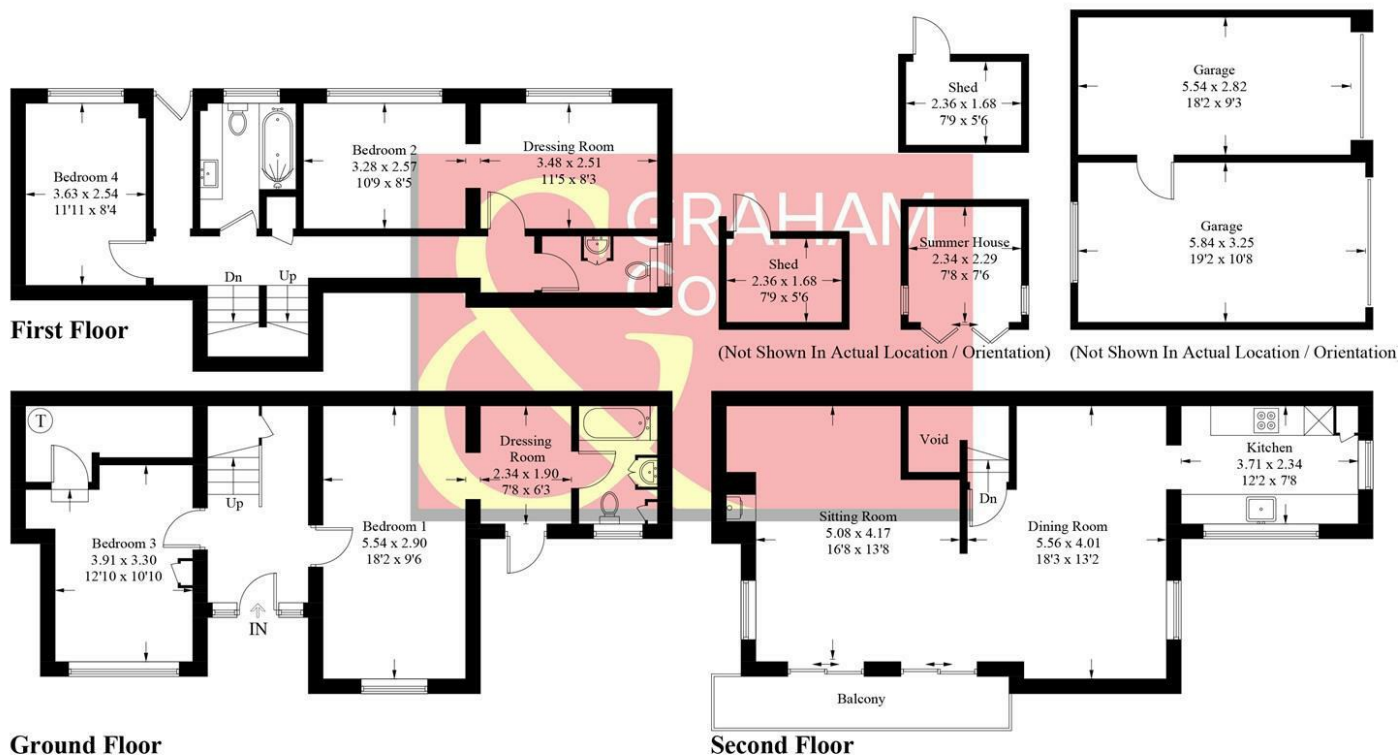 Bedroom 4
3.63 x 2.54
11'11 x 8'4
Bedroom 2
3.28 x 2.57
10'9 x 8'5
Dressing Room
3.48 x 2.51
11'5 x 8'3
Dn
Up
First Floor
Shed
2.36 x 1.68
7'9 x 5'6
Shed
2.36 x 1.68
7'9 x 5'6
Summer House
2.34 x 2.29
7'8 x 7'6
(Not Shown In Actual Location / Orientation)
Garage
5.54 x 2.82
18'2 x 9'3
Garage
5.84 x 3.25
19'2 x 10'8
(Not Shown In Actual Location / Orientation
& GRAHAM
Co
T
Bedroom 3
3.91 x 3.30
12'10 x 10'10
Up
IN
Bedroom 1
5.54 x 2.90
18'2 x 9'6
Dressing
Room
2.34 x 1.90
7'8 x 6'3
Ground Floor
Void
Dn
Sitting Room
5.08 x 4.17
16'8 x 13'8
Dining Room
5.56 x 4.01
18'3 x 13'2
Kitchen
3.71 x 2.34
12'2 x 7'8
Balcony
Second Floor